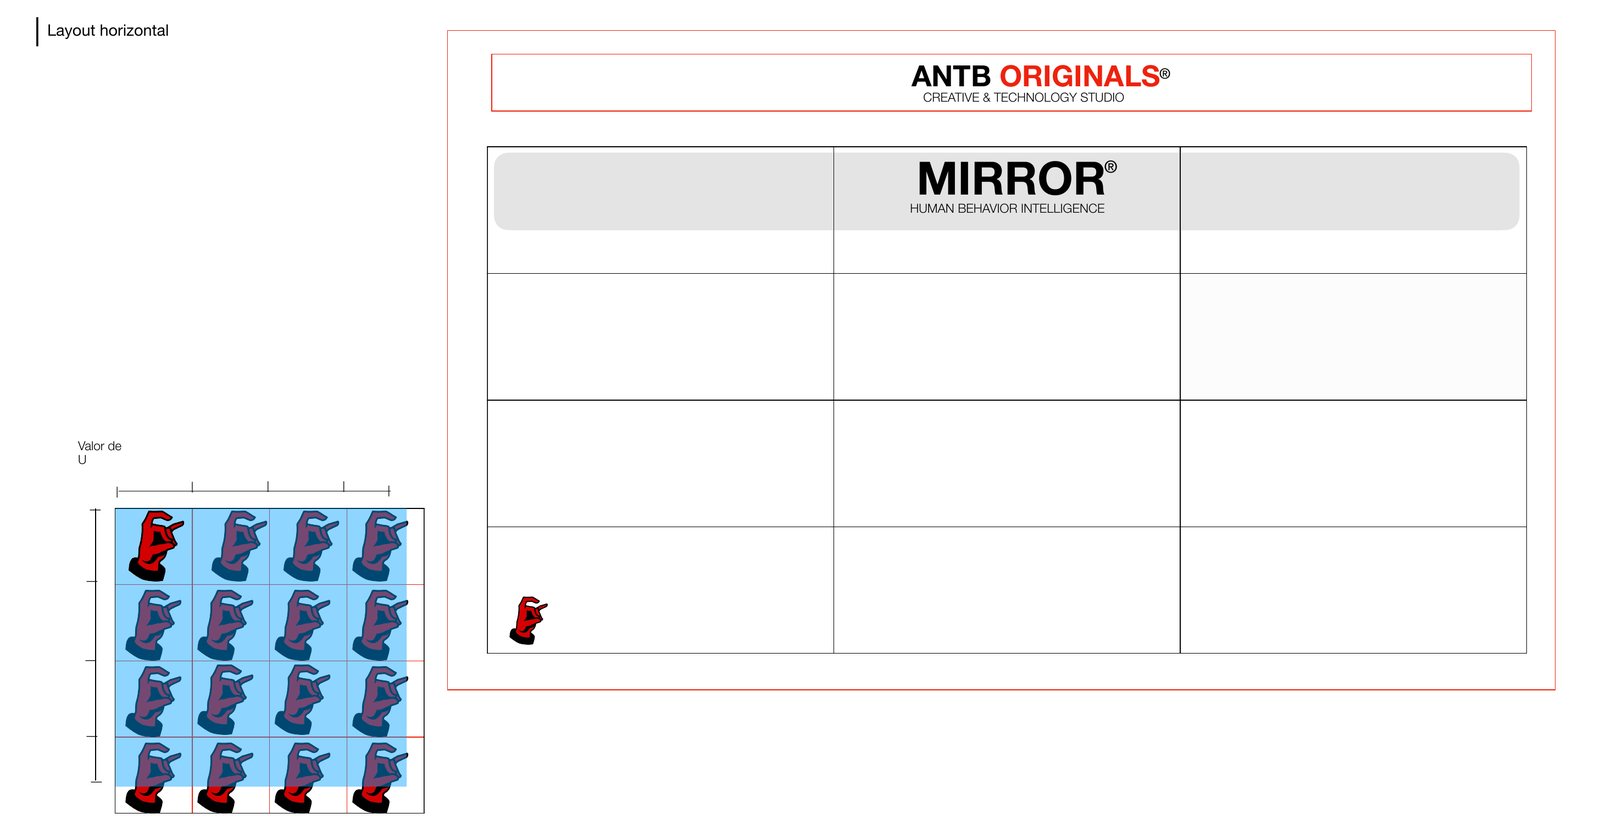 Layout horizontal
ANTB ORIGINALS®
CREATIVE & TECHNOLOGY STUDIO
MIRROR®
HUMAN BEHAVIOR INTELLIGENCE
Valor de
U